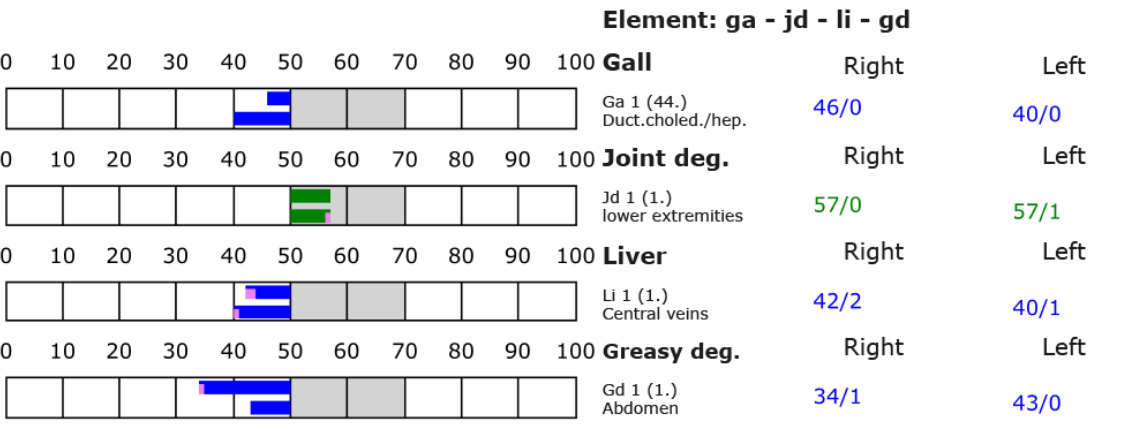 Element: ga - jd - li - gd
0 10 20 30 40 50 60 70 80 90 100 Gall Right Left
Ga 1 (44.) 46/0 40/0
Duct.choled./hep.
0 10 20 30 40 50 60 70 80 90 100 Joint deg. Right Left
Jd 1 (1.) 57/0 57/1
lower extremities
0 10 20 30 40 50 60 70 80 90 100 Liver Right Left
Li 1 (1.) 42/2 40/1
Central veins
0 10 20 30 40 50 60 70 80 90 100 Greasy deg. Right Left
Gd 1 (1.) 34/1 43/0
Abdomen